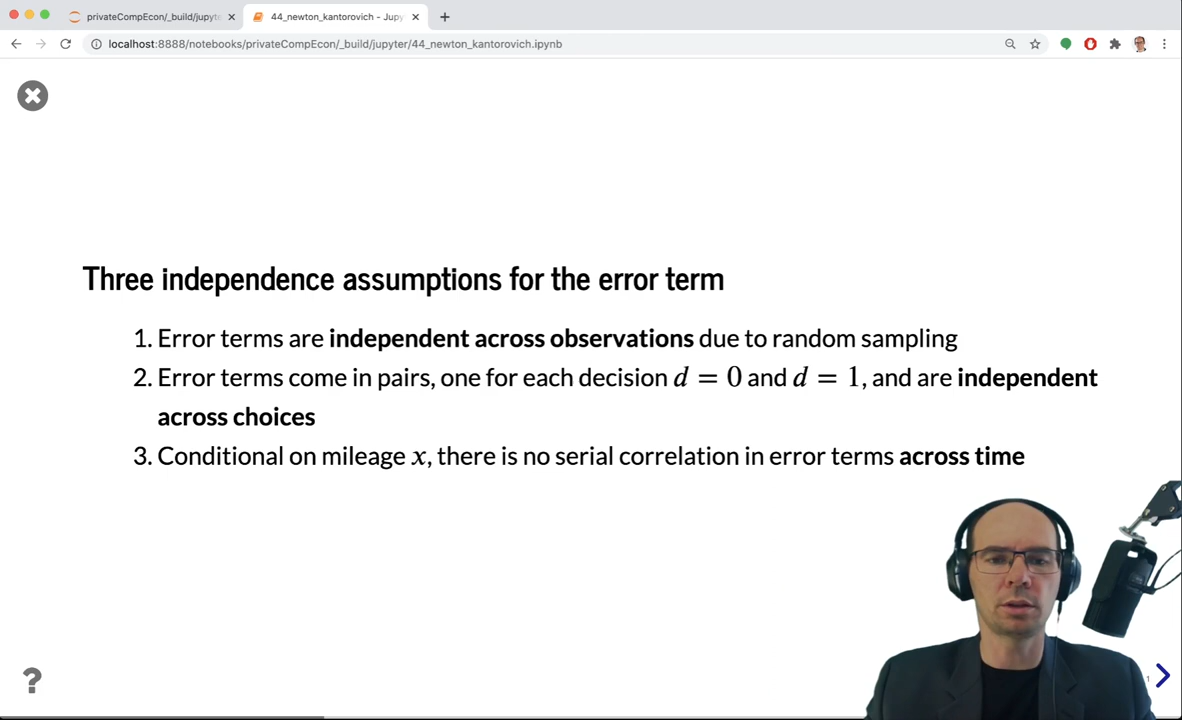 privateCompEcon/_build/jupyte
44_newton_kantorovich - Jupy
localhost:8888/notebooks/privateCompEcon/_build/jupyter/44_newton_kantorovich.ipynb
Three independence assumptions for the error term
1. Error terms are independent across observations due to random sampling
2. Error terms come in pairs, one for each decision d = 0 and d = 1, and are independent
across choices
3. Conditional on mileage x, there is no serial correlation in error terms across time
?